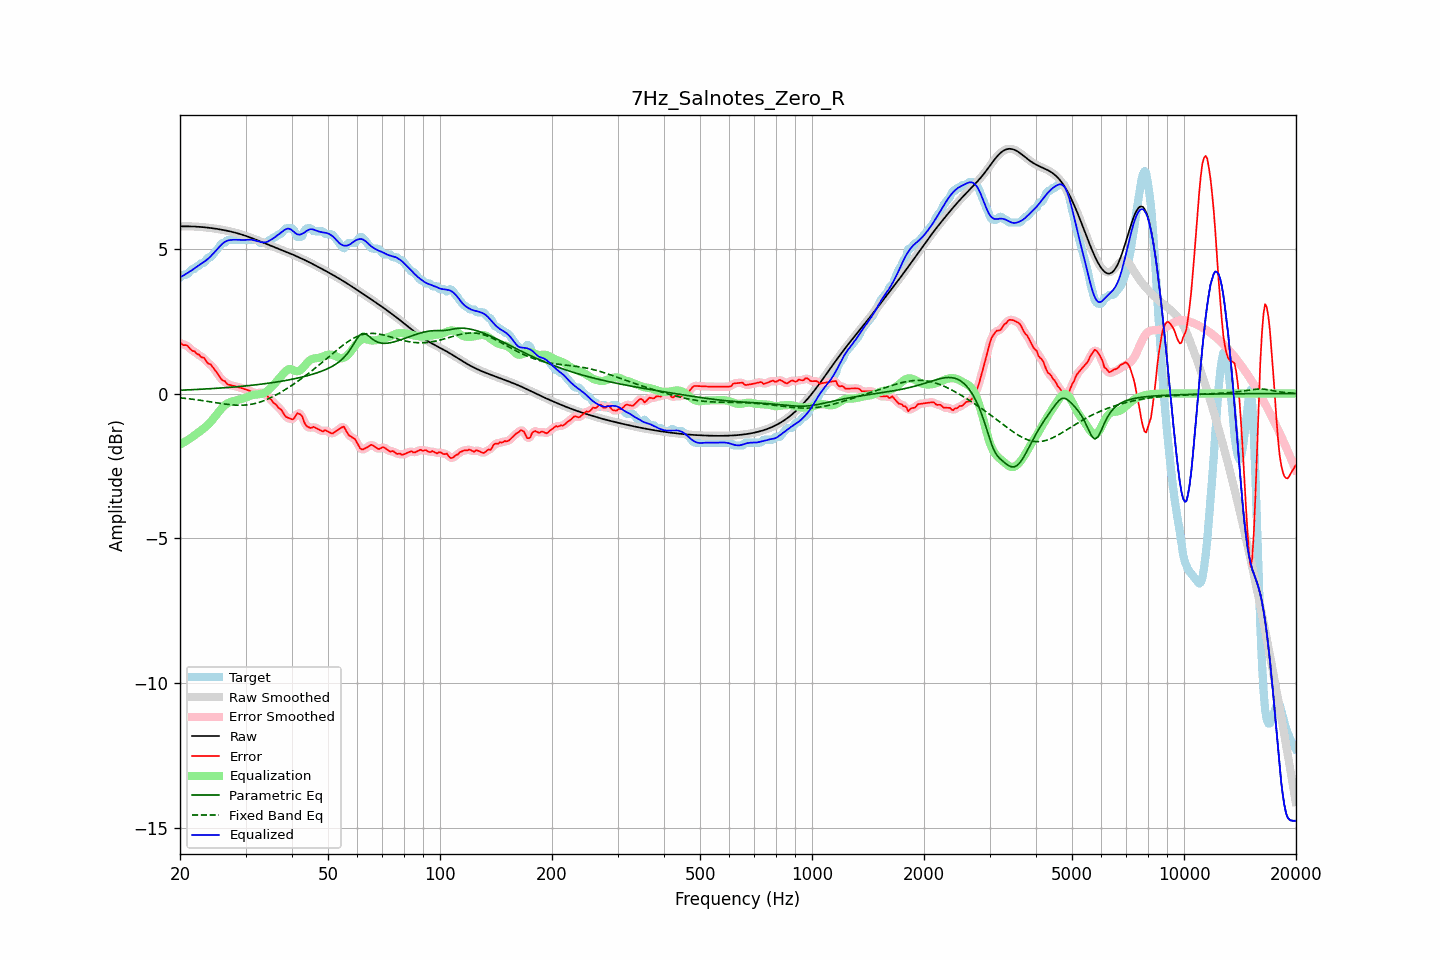 7Hz_Salnotes_Zero_R
Amplitude (dBr)
5
0
−5
−10
−15
Target
Raw Smoothed
Error Smoothed
Raw
Error
Equalization
Parametric Eq
Fixed Band Eq
Equalized
20 50 100 200 500 1000 2000 5000 10000 20000
Frequency (Hz)